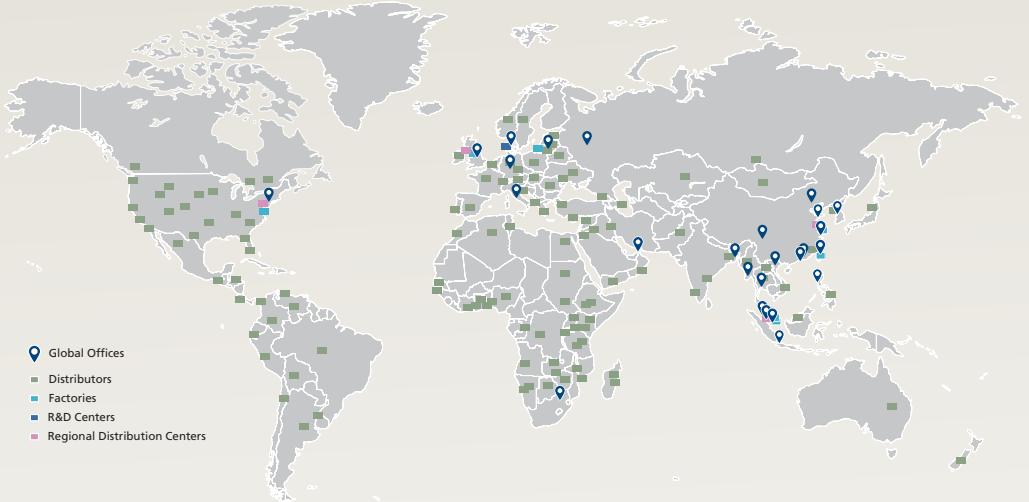 Global Offices
Distributors
Factories
R&D Centers
Regional Distribution Centers